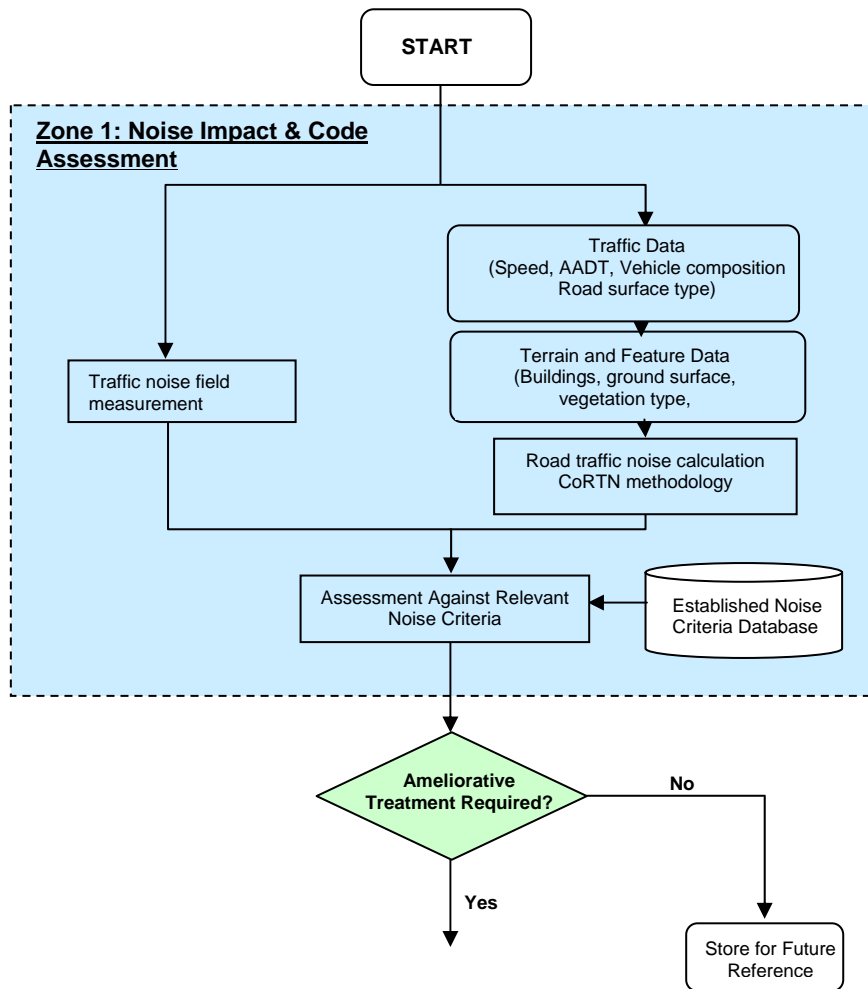 START
Zone 1: Noise Impact & Code
Assessment
Traffic Data
(Speed, AADT, Vehicle composition
Road surface type)
Terrain and Feature Data
(Buildings, ground surface,
vegetation type,
Traffic noise field
measurement
Road traffic noise calculation
CoRTN methodology
Assessment Against Relevant
Noise Criteria
Established Noise
Criteria Database
Ameliorative
Treatment Required?
No
Yes
Store for Future
Reference